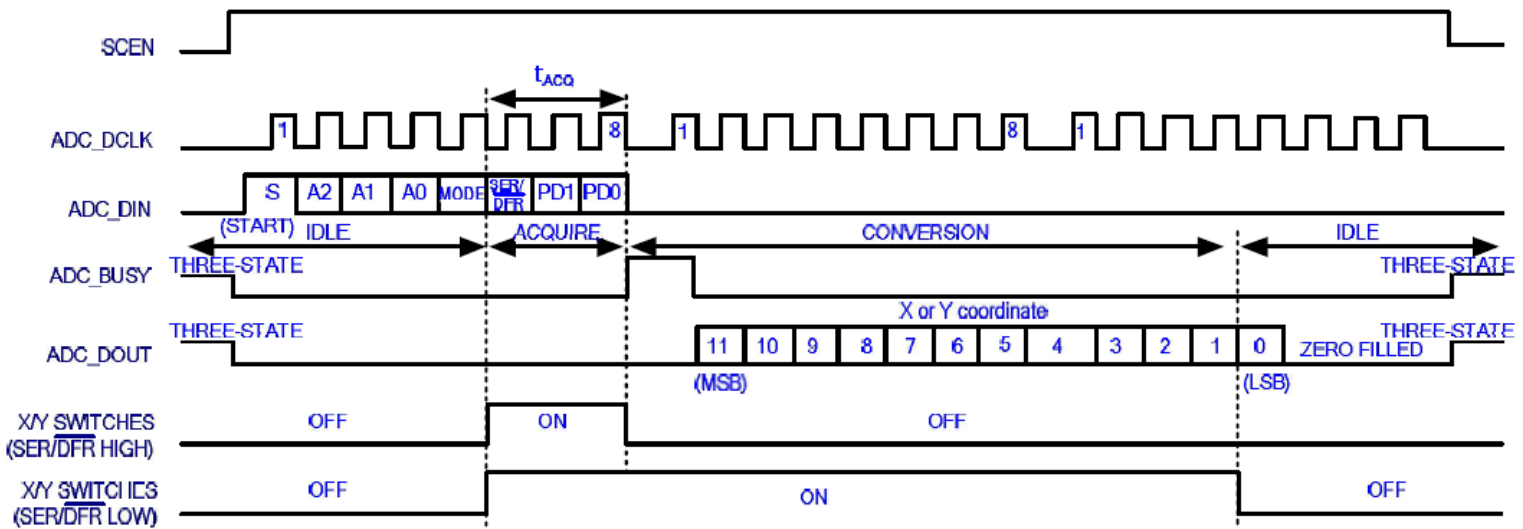 SCEN
tACQ
ADC_DCLK 1 8 1 8 1
ADC_DIN S A2 A1 A0 MODE SER/DFR PD1 PD0
(START) IDLE ACQUIRE CONVERSION IDLE
ADC_BUSY THREE-STATE THREE-STATE
X or Y coordinate
ADC_DOUT THREE-STATE 11 10 9 8 7 6 5 4 3 2 1 0 ZERO FILLED THREE-STATE
(MSB) (LSB)
X/Y SWITCHES OFF ON OFF
(SER/DFR HIGH)
X/Y SWITCHES OFF ON OFF
(SER/DFR LOW)